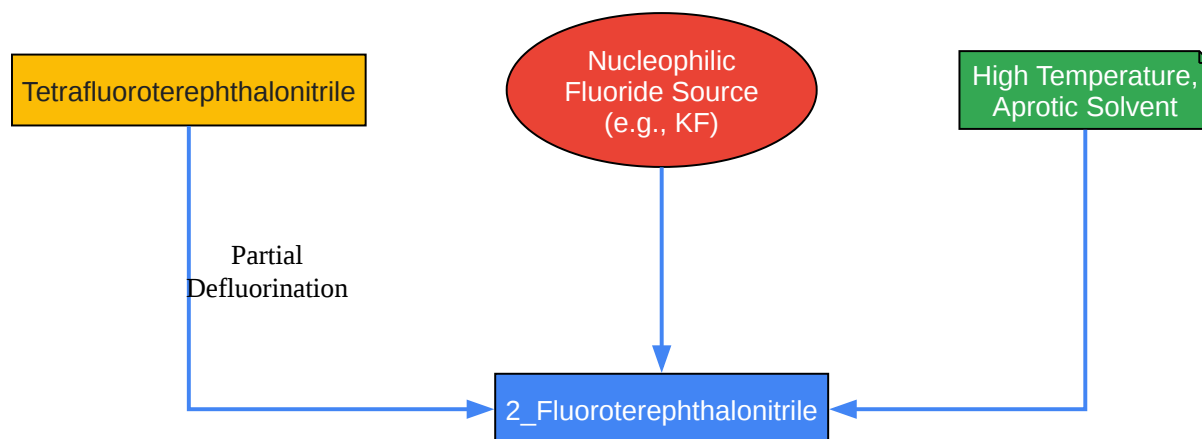 Tetrafluoroterephthalonitrile
Nucleophilic
Fluoride Source
(e.g., KF)
High Temperature,
Aprotic Solvent
Partial
Defluorination
2_Fluoroterephthalonitrile